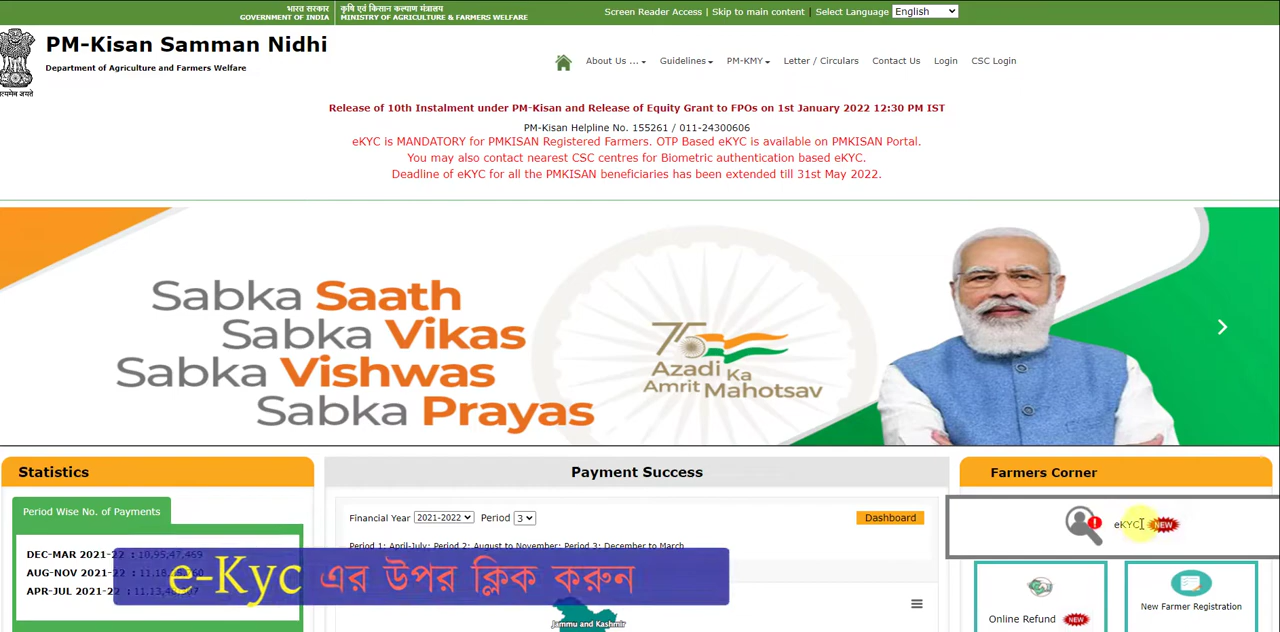 भारत सरकार
GOVERNMENT OF INDIA
कृषि एवं किसान कल्याण मंत्रालय
MINISTRY OF AGRICULTURE & FARMERS WELFARE
Screen Reader Access | Skip to main content | Select Language English
PM-Kisan Samman Nidhi
Department of Agriculture and Farmers Welfare
सत्यमेव जयते
About Us ... Guidelines PM-KMY Letter / Circulars Contact Us Login CSC Login
Release of 10th Instalment under PM-Kisan and Release of Equity Grant to FPOs on 1st January 2022 12:30 PM IST
PM-Kisan Helpline No. 155261 / 011-24300606
eKYC is MANDATORY for PMKISAN Registered Farmers. OTP Based eKYC is available on PMKISAN Portal.
You may also contact nearest CSC centres for Biometric authentication based eKYC.
Deadline of eKYC for all the PMKISAN beneficiaries has been extended till 31st May 2022.
Sabka Saath
Sabka Vikas
Sabka Vishwas
Sabka Prayas
75
Azadi Ka
Amrit Mahotsav
Statistics
Period Wise No. of Payments
DEC-MAR 2021-22 : 10,95,47,469
AUG-NOV 2021-22
APR-JUL 2021-22
Payment Success
Financial Year 2021-2022 Period 3 Dashboard
Period 1: April-July; Period 2: August to November; Period 3: December to March
Jammu and Kashmir
Farmers Corner
eKYC NEW
Online Refund NEW
New Farmer Registration
e-Kyc এর উপর ক্লিক করুন